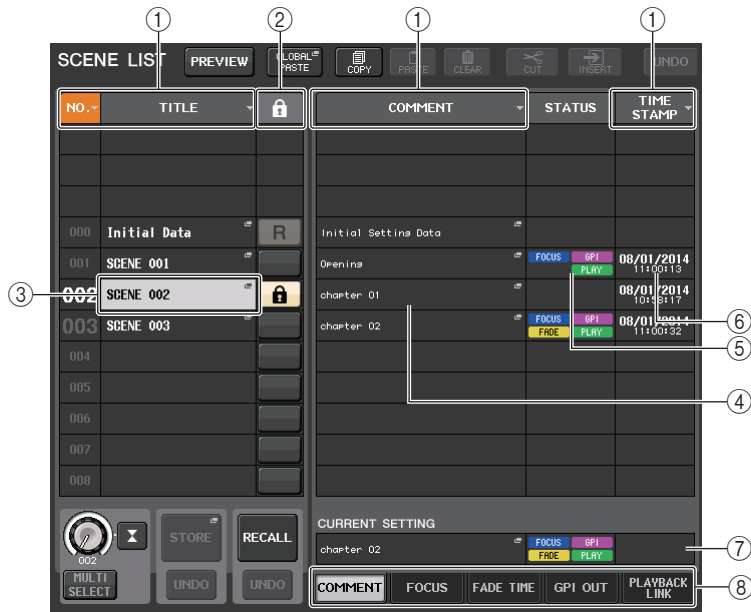 ① ② ① ①
SCENE LIST PREVIEW GLOBAL PASTE COPY PASTE CLEAR CUT INSERT UNDO
NO. TITLE COMMENT STATUS TIME STAMP
000 Initial Data R Initial Setting Data
001 SCENE 001 Opening FOCUS GPI PLAY 08/01/2014 11:00:13
③ 002 SCENE 002 chapter 01 08/01/2014 10:58:17
⑥
003 SCENE 003 chapter 02 FOCUS GPI FADE PLAY 08/01/2014 11:00:32
⑤
004
④
005
006
007
008
002
MULTI SELECT
STORE
UNDO
RECALL
UNDO
CURRENT SETTING
chapter 02 FOCUS GPI FADE PLAY ⑦
COMMENT FOCUS FADE TIME GPI OUT PLAYBACK LINK ⑧